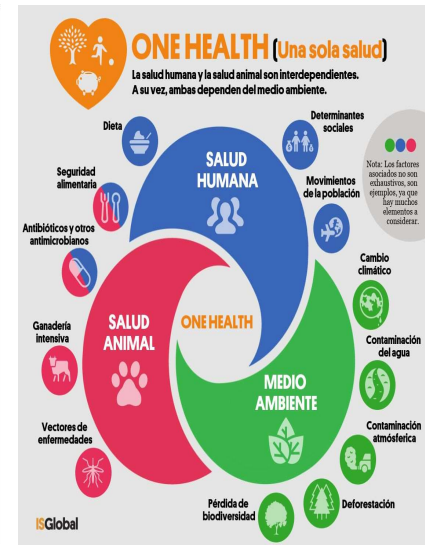 ONE HEALTH (Una sola salud)
La salud humana y la salud animal son interdependientes.
A su vez, ambas dependen del medio ambiente.
Dieta
Seguridad
alimentaria
Antibióticos y otros
antimicrobianos
Ganadería
intensiva
Vectores de
enfermedades
SALUD
HUMANA
SALUD
ANIMAL
ONE HEALTH
MEDIO
AMBIENTE
Determinantes
sociales
Movimientos
de la población
Nota: Los factores
asociados no son
exhaustivos, son
ejemplos, ya que
hay muchos
elementos a
considerar.
Cambio
climático
Contaminación
del agua
Contaminación
atmósferica
Deforestación
Pérdida de
biodiversidad
ISGlobal